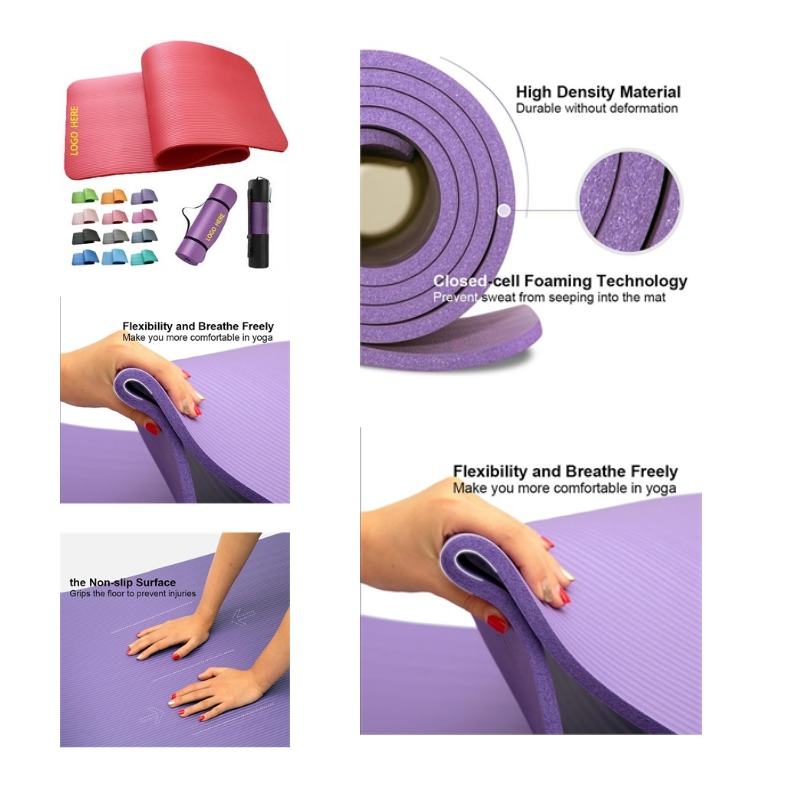 LOGO HERE
LOGO HERE
High Density Material
Durable without deformation
Closed-cell Foaming Technology
Prevent sweat from seeping into the mat
Flexibility and Breathe Freely
Make you more comfortable in yoga
Flexibility and Breathe Freely
Make you more comfortable in yoga
the Non-slip Surface
Grips the floor to prevent injuries